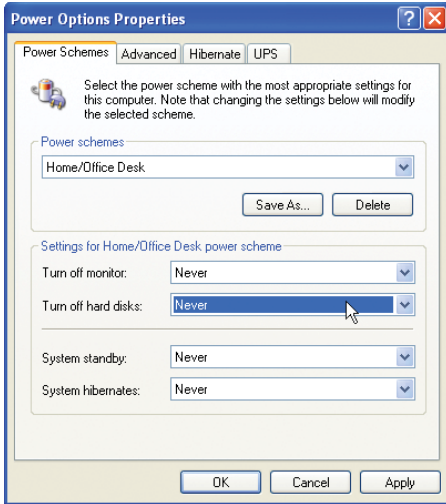 Power Options Properties
Power Schemes Advanced Hibernate UPS
Select the power scheme with the most appropriate settings for
this computer. Note that changing the settings below will modify
the selected scheme.
Power schemes
Home/Office Desk
Save As... Delete
Settings for Home/Office Desk power scheme
Turn off monitor: Never
Turn off hard disks: Never
System standby: Never
System hibernates: Never
OK Cancel Apply